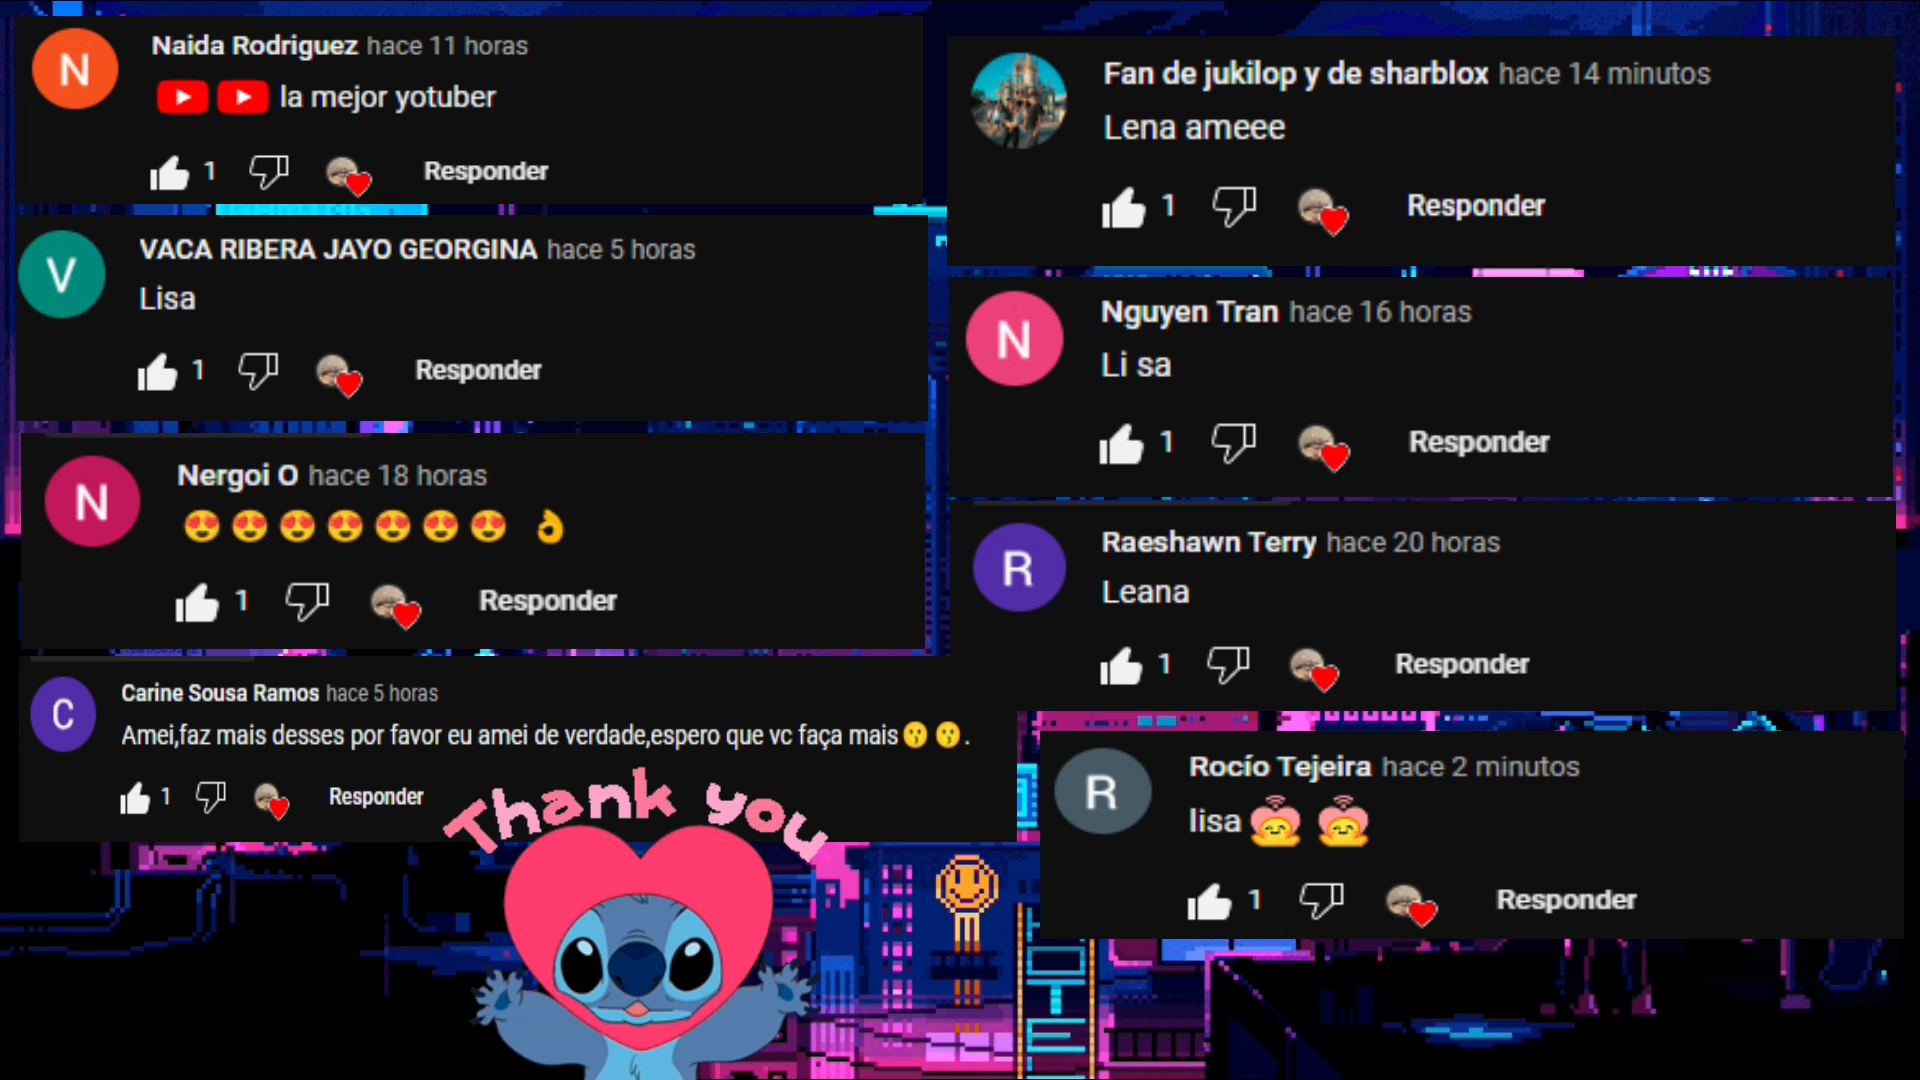 N
Naida Rodriguez hace 11 horas
la mejor yotuber
1 Responder
V
VACA RIBERA JAYO GEORGINA hace 5 horas
Lisa
1 Responder
N
Nergoi O hace 18 horas
😍 😍 😍 😍 😍 😍 😍 👌
1 Responder
C
Carine Sousa Ramos hace 5 horas
Amei,faz mais desses por favor eu amei de verdade,espero que vc faça mais😗 😗 .
1 Responder
Thank you
Fan de jukilop y de sharblox hace 14 minutos
Lena ameee
1 Responder
N
Nguyen Tran hace 16 horas
Li sa
1 Responder
R
Raeshawn Terry hace 20 horas
Leana
1 Responder
R
Rocío Tejeira hace 2 minutos
lisa
1 Responder